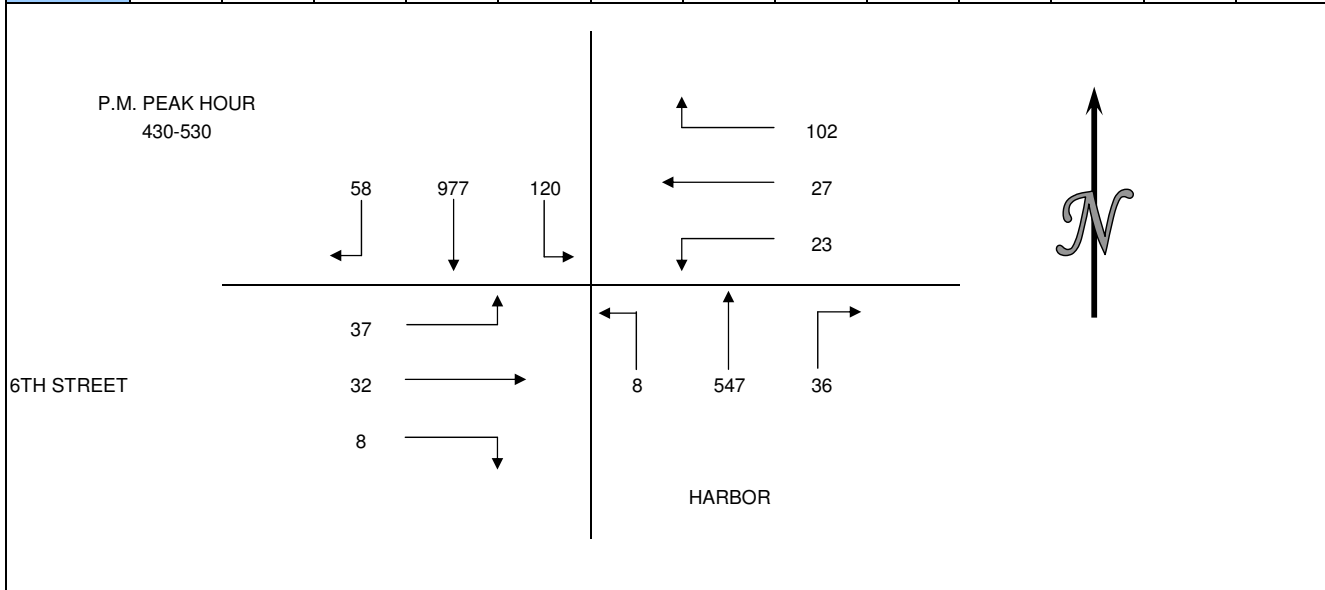 P.M. PEAK HOUR
430-530
102
58 977 120 27
23
37
6TH STREET 32 8 547 36
8
HARBOR
N